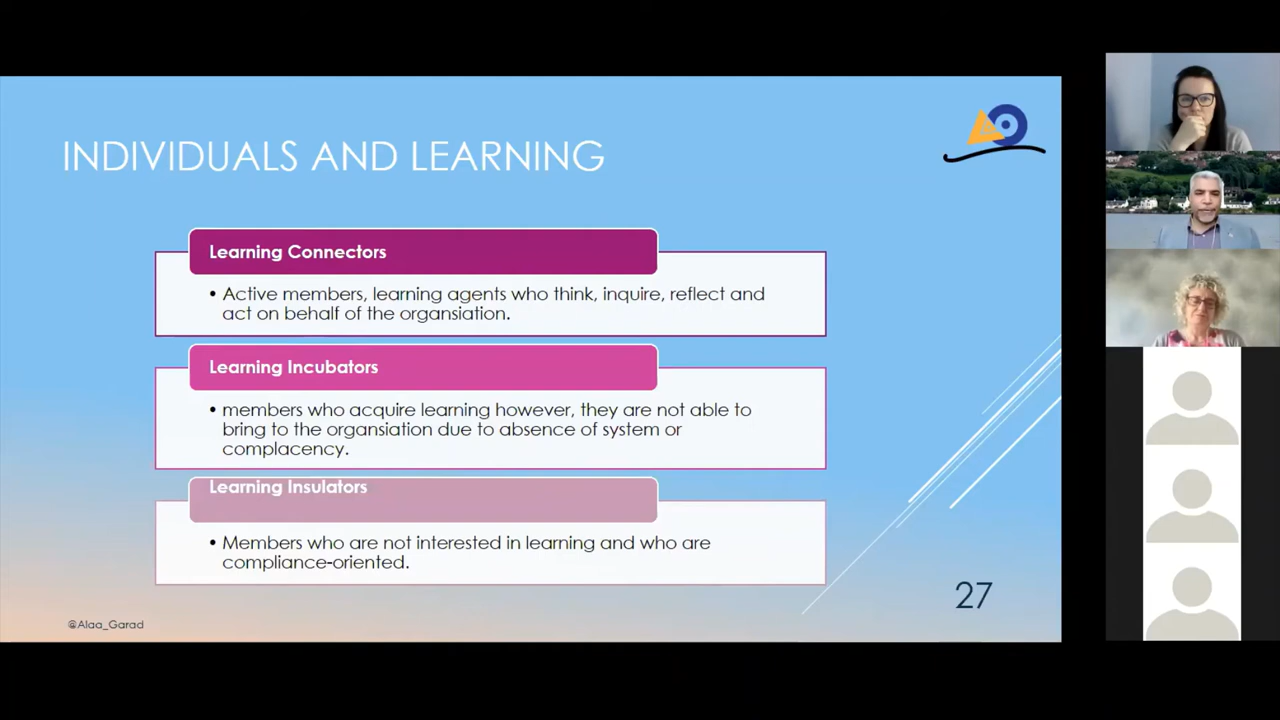 INDIVIDUALS AND LEARNING
Learning Connectors
• Active members, learning agents who think, inquire, reflect and
act on behalf of the organsiation.
Learning Incubators
• members who acquire learning however, they are not able to
bring to the organsiation due to absence of system or
complacency.
Learning Insulators
• Members who are not interested in learning and who are
compliance-oriented.
27
@Alaa_Garad